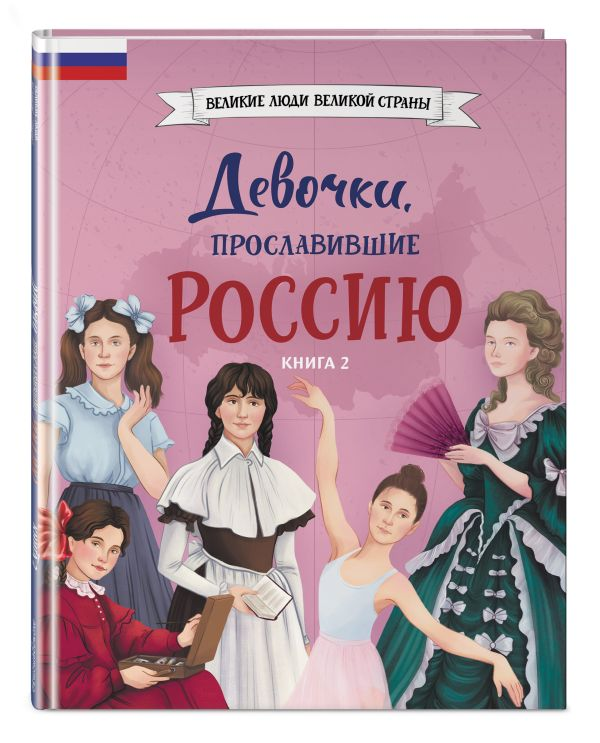 ВЕЛИКИЕ ЛЮДИ ВЕЛИКОЙ СТРАНЫ
Девочки,
ПРОСЛАВИВШИЕ
РОССИЮ
КНИГА 2